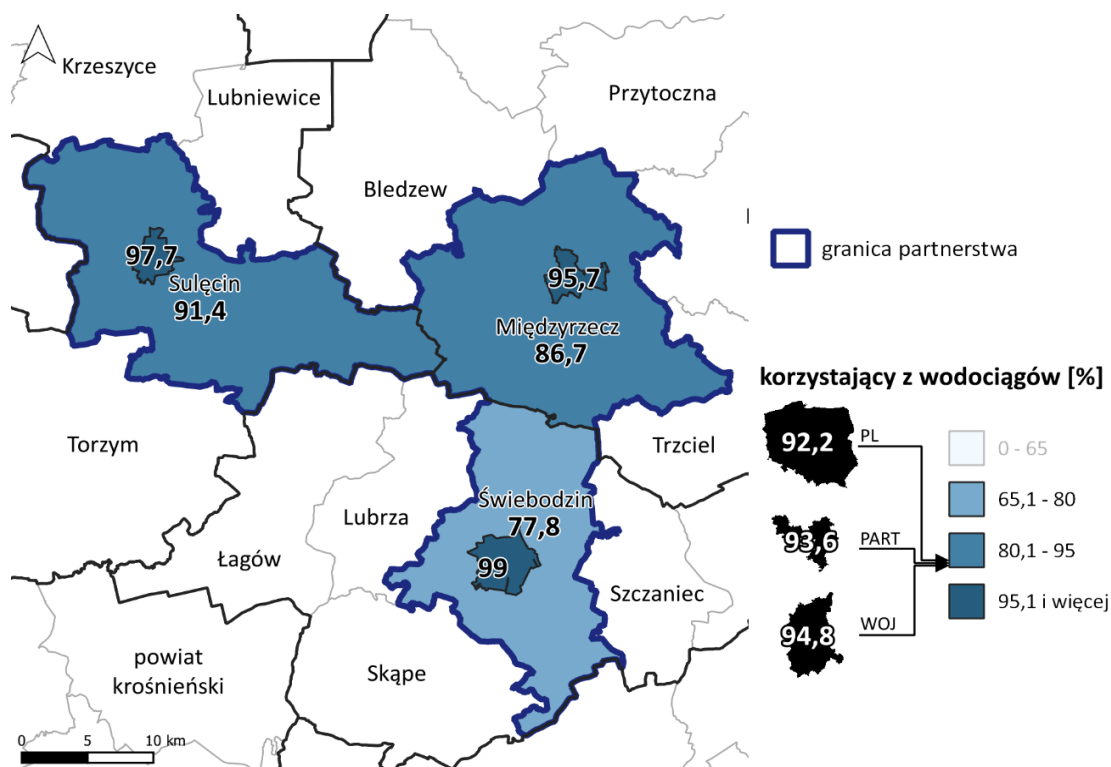 Krzeszyce
Lubniewice
Przytoczna
Bledzew
97,7
Sulęcin
91,4
95,7
Międzyrzecz
86,7
Torzym
Trzciel
Świebodzin
77,8
Lubrza
99
Łagów
Szczaniec
powiat
krośnieński
Skąpe
0 5 10 km
granica partnerstwa
korzystający z wodociągów [%]
92,2 PL
93,6 PART
94,8 WOJ
0 - 65
65,1 - 80
80,1 - 95
95,1 i więcej